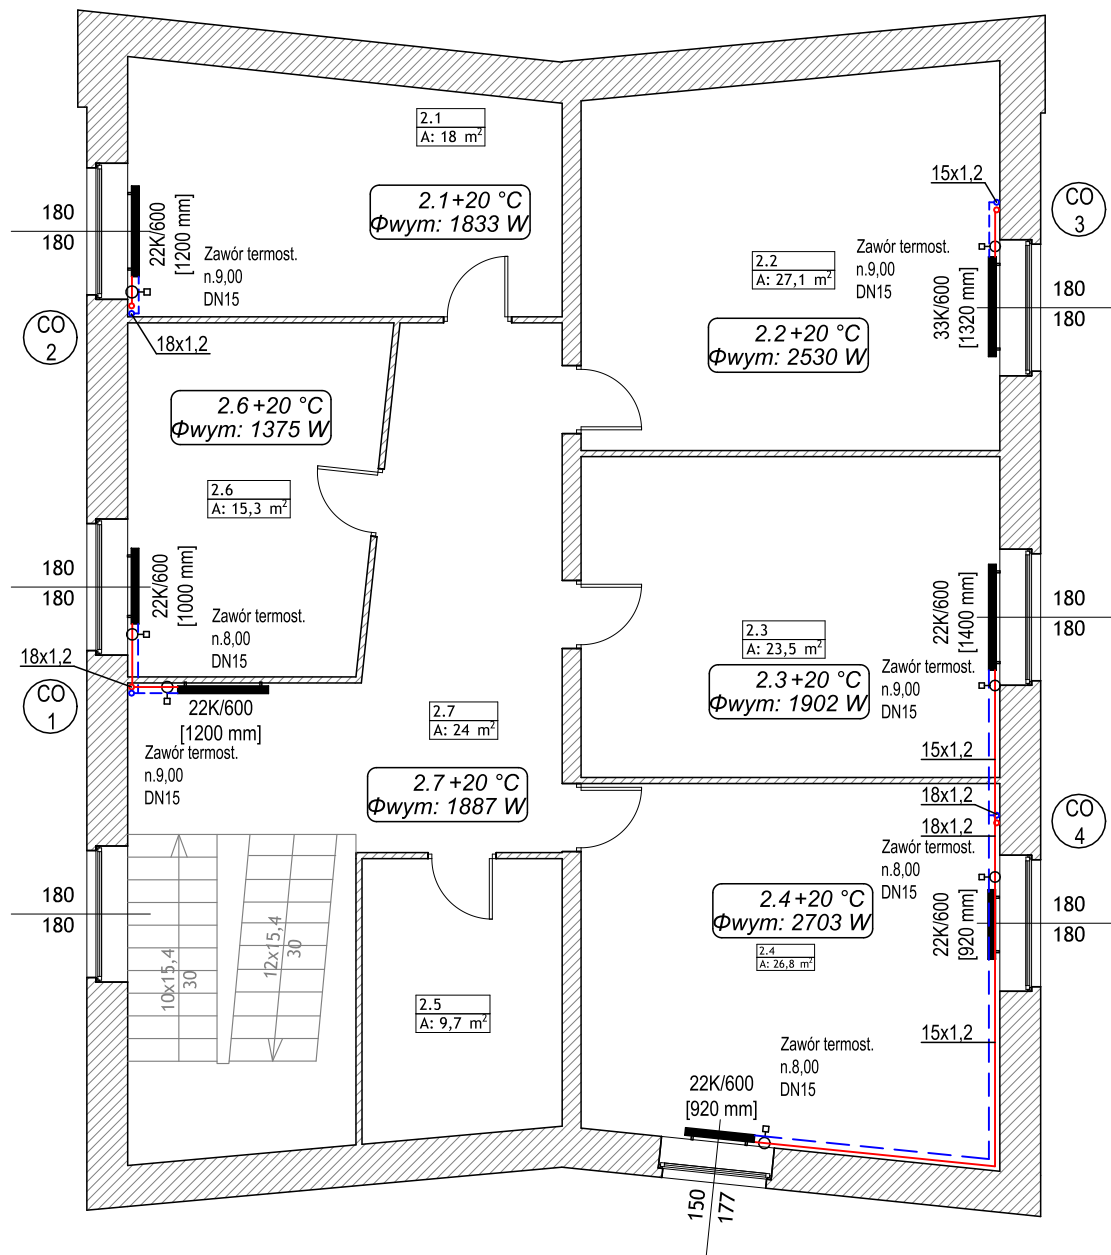 2.1
A: 18 m²
2.1+20 °C
Φwym: 1833 W
180
180
22K/600
[1200 mm]
Zawór termost.
n.9,00
DN15
CO
2
18x1,2
15x1,2
CO
3
2.2
A: 27,1 m²
Zawór termost.
n.9,00
DN15
33K/600
[1320 mm]
180
180
2.2+20 °C
Φwym: 2530 W
2.6+20 °C
Φwym: 1375 W
2.6
A: 15,3 m²
180
180
22K/600
[1000 mm]
Zawór termost.
n.8,00
DN15
18x1,2
CO
1
22K/600
[1200 mm]
Zawór termost.
n.9,00
DN15
2.7
A: 24 m²
2.7+20 °C
Φwym: 1887 W
22K/600
[1400 mm]
180
180
2.3
A: 23,5 m²
2.3+20 °C
Φwym: 1902 W
Zawór termost.
n.9,00
DN15
15x1,2
18x1,2
18x1,2
CO
4
Zawór termost.
n.8,00
DN15
22K/600
[920 mm]
180
180
2.4+20 °C
Φwym: 2703 W
2.4
A: 26,8 m²
180
180
10x15,4
30
12x15,4
30
2.5
A: 9,7 m²
15x1,2
Zawór termost.
n.8,00
DN15
22K/600
[920 mm]
150
177